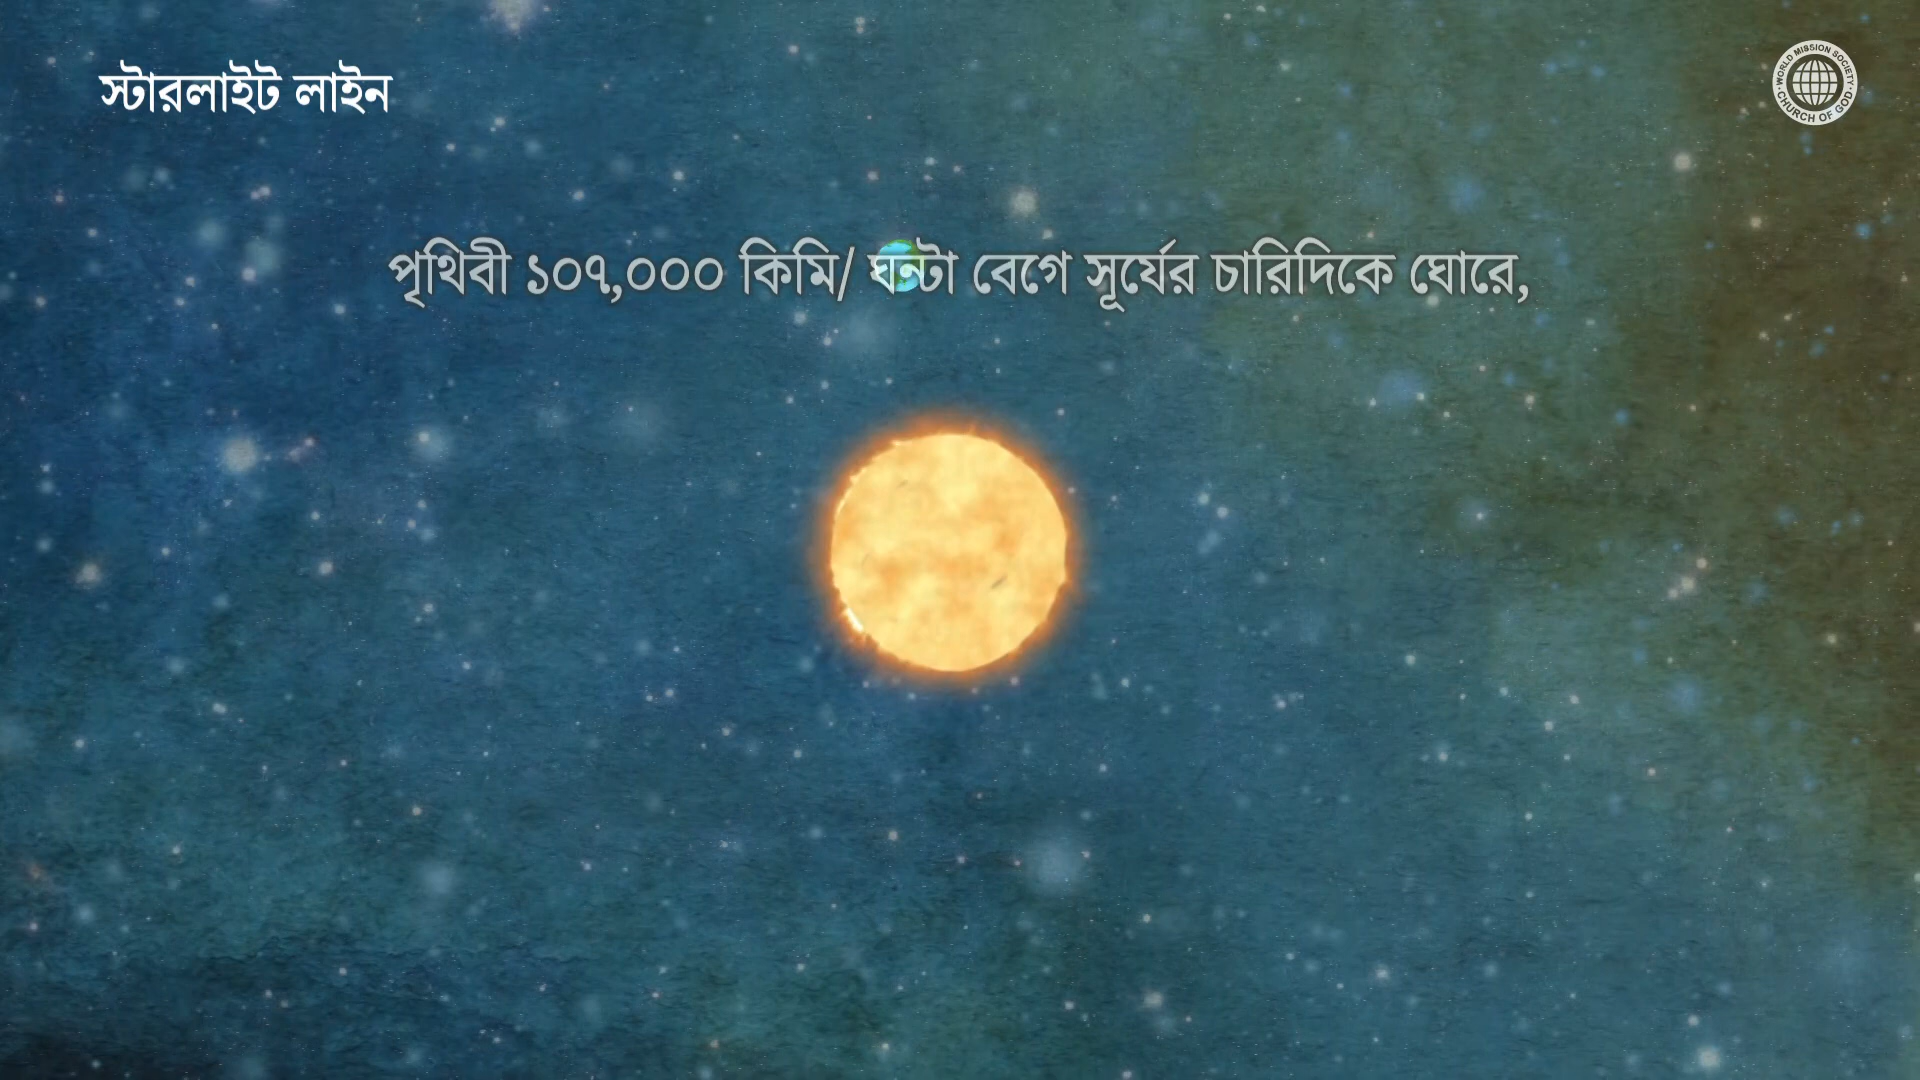 স্টারলাইট লাইন
WORLD MISSION SOCIETY
CHURCH OF GOD
পৃথিবী ১০৭,০০০ কিমি/ ঘন্টা বেগে সূর্যের চারিদিকে ঘোরে,